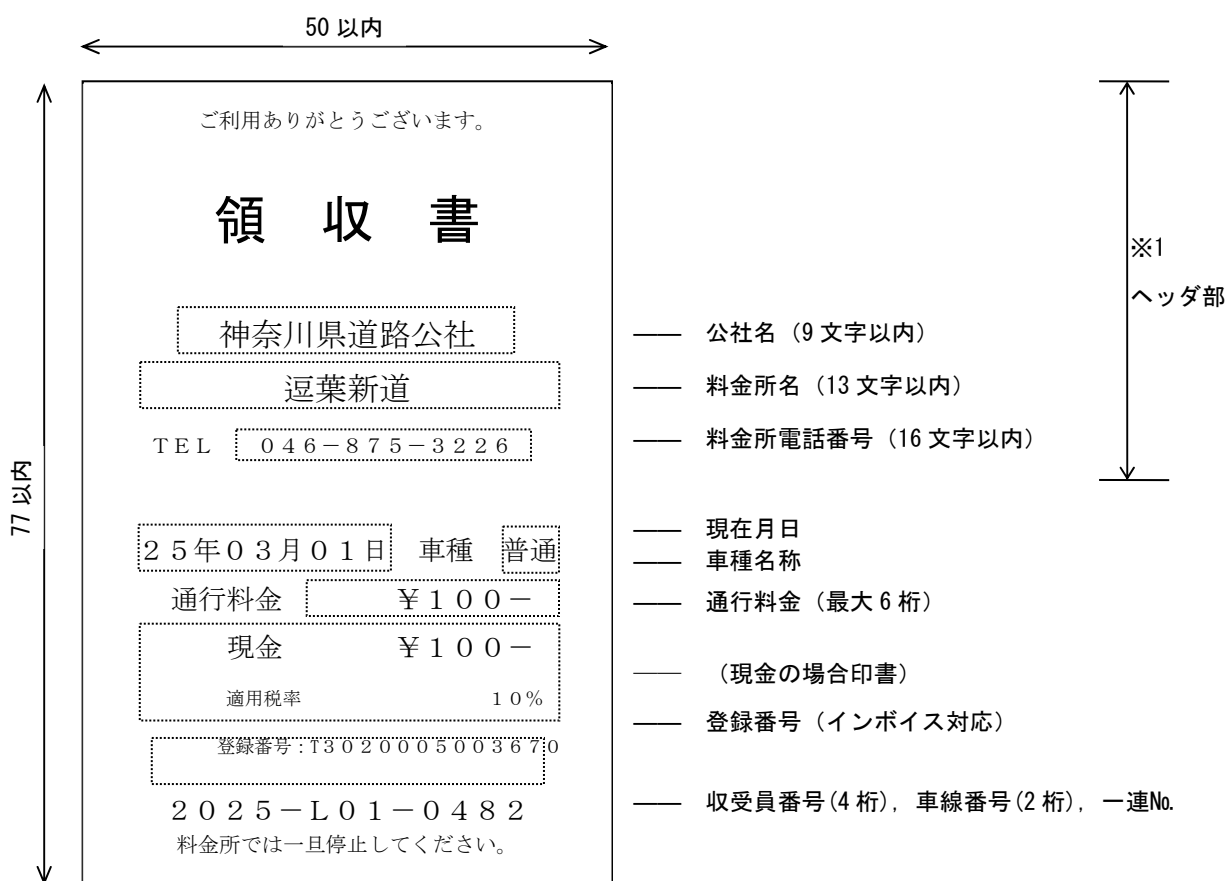 50 以内
77 以内
ご利用ありがとうございます。
領 収 書
※1
ヘッダ部
神奈川県道路公社 —— 公社名（9 文字以内）
逗葉新道 —— 料金所名（13 文字以内）
ＴＥＬ ０４６－８７５－３２２６ —— 料金所電話番号（16 文字以内）
２５年０３月０１日 車種 普通 —— 現在月日
—— 車種名称
通行料金 ￥１００－ —— 通行料金（最大 6 桁）
現金 ￥１００－
—— （現金の場合印書）
適用税率 １０％
—— 登録番号（インボイス対応）
登録番号：T３０２０００５００３６７０
２０２５－Ｌ０１－０４８２ —— 収受員番号(4 桁)，車線番号(2 桁)，一連№.
料金所では一旦停止してください。